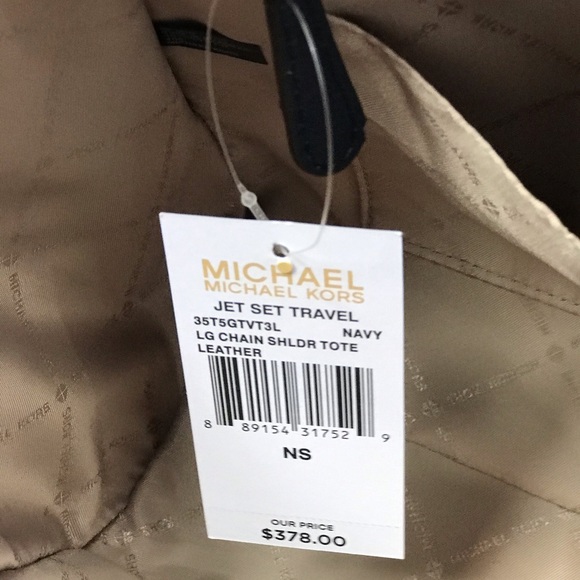 MICHAEL
MICHAEL KORS
JET SET TRAVEL
35T5GTVT3L NAVY
LG CHAIN SHLDR TOTE
LEATHER
8 89154 31752 9
NS
OUR PRICE
$378.00